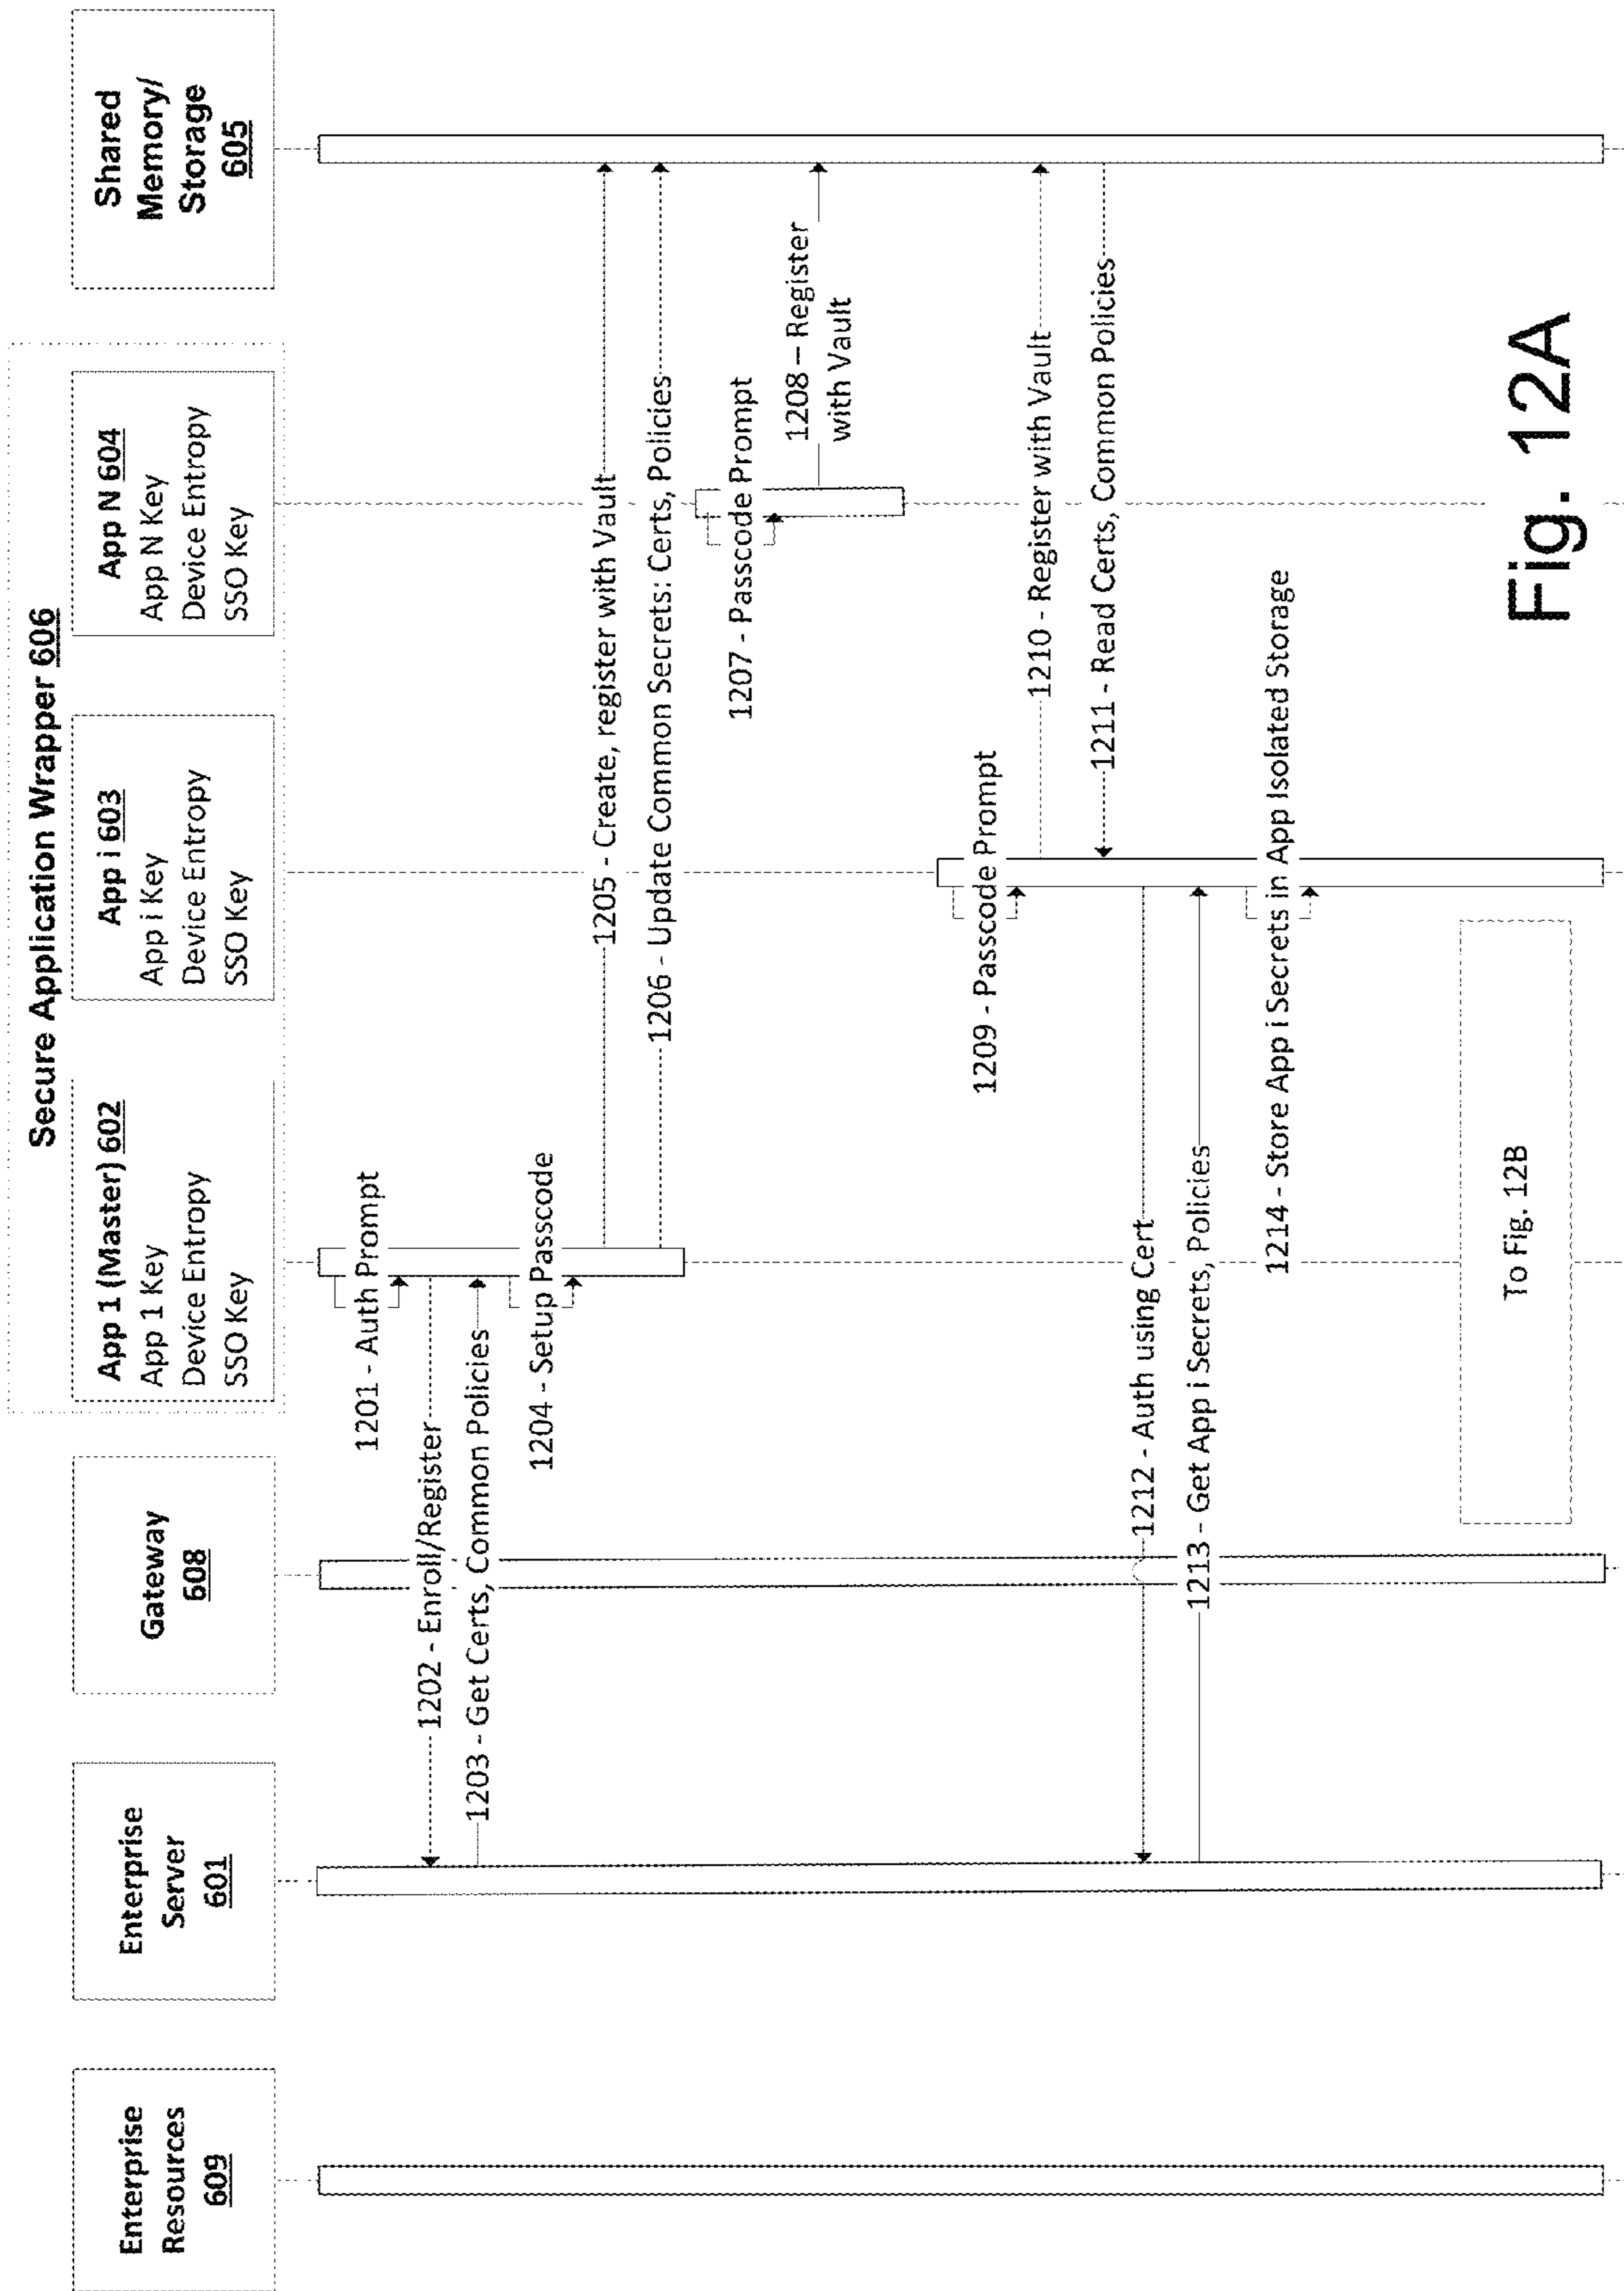 Secure Application Wrapper 606
Enterprise
Resources
609
Enterprise
Server
601
Gateway
608
App 1 (Master) 602
App 1 Key
Device Entropy
SSO Key
App i 603
App i Key
Device Entropy
SSO Key
App N 604
App N Key
Device Entropy
SSO Key
Shared
Memory/
Storage
605
1201 - Auth Prompt
1202 - Enroll/Register
1203 - Get Certs, Common Policies
1204 - Setup Passcode
1205 - Create, register with Vault
1206 - Update Common Secrets: Certs, Policies
1207 - Passcode Prompt
1208 – Register
with Vault
1209 - Passcode Prompt
1210 - Register with Vault
1211 - Read Certs, Common Policies
1212 - Auth using Cert
1213 - Get App i Secrets, Policies
1214 - Store App i Secrets in App Isolated Storage
To Fig. 12B
Fig. 12A